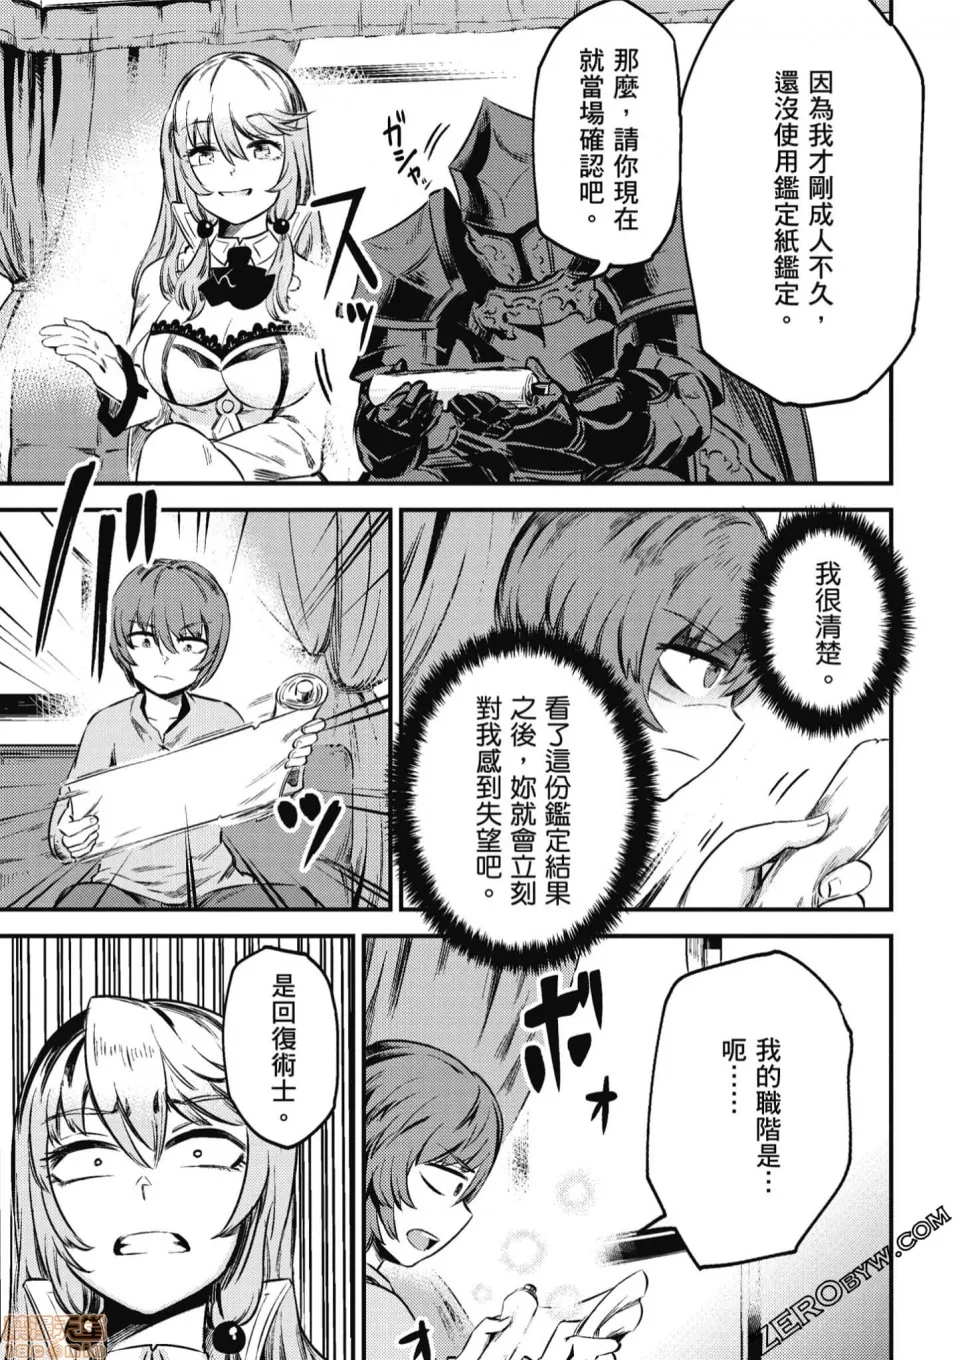 因為我才剛成人不久，
還沒使用鑑定紙鑑定。
那麼，請你現在
就當場確認吧。
ガシャッ
スッ
我很清楚。
看了這份鑑定結果
之後，妳就會立刻
對我感到失望吧。
バッ
我的職階是…
呃……
ボッ
是回復術士。
ZEROBYW.COM